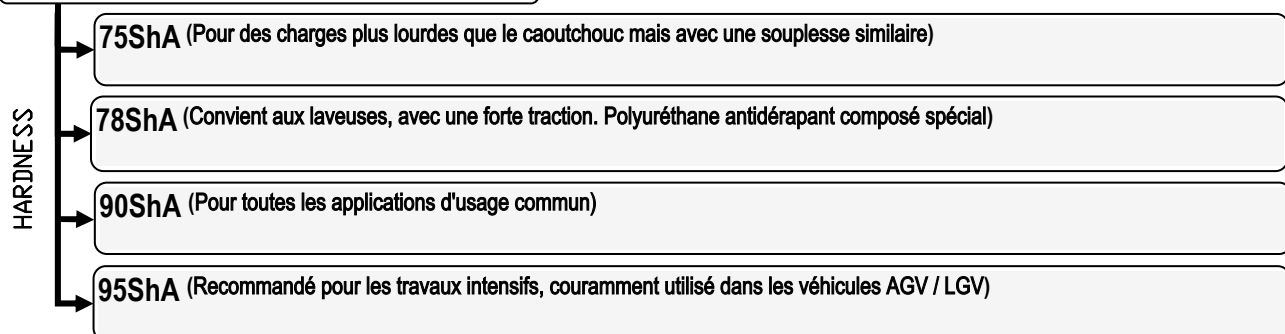 HARDNESS
75ShA (Pour des charges plus lourdes que le caoutchouc mais avec une souplesse similaire)
78ShA (Convient aux laveuses, avec une forte traction. Polyuréthane antidérapant composé spécial)
90ShA (Pour toutes les applications d'usage commun)
95ShA (Recommandé pour les travaux intensifs, couramment utilisé dans les véhicules AGV / LGV)